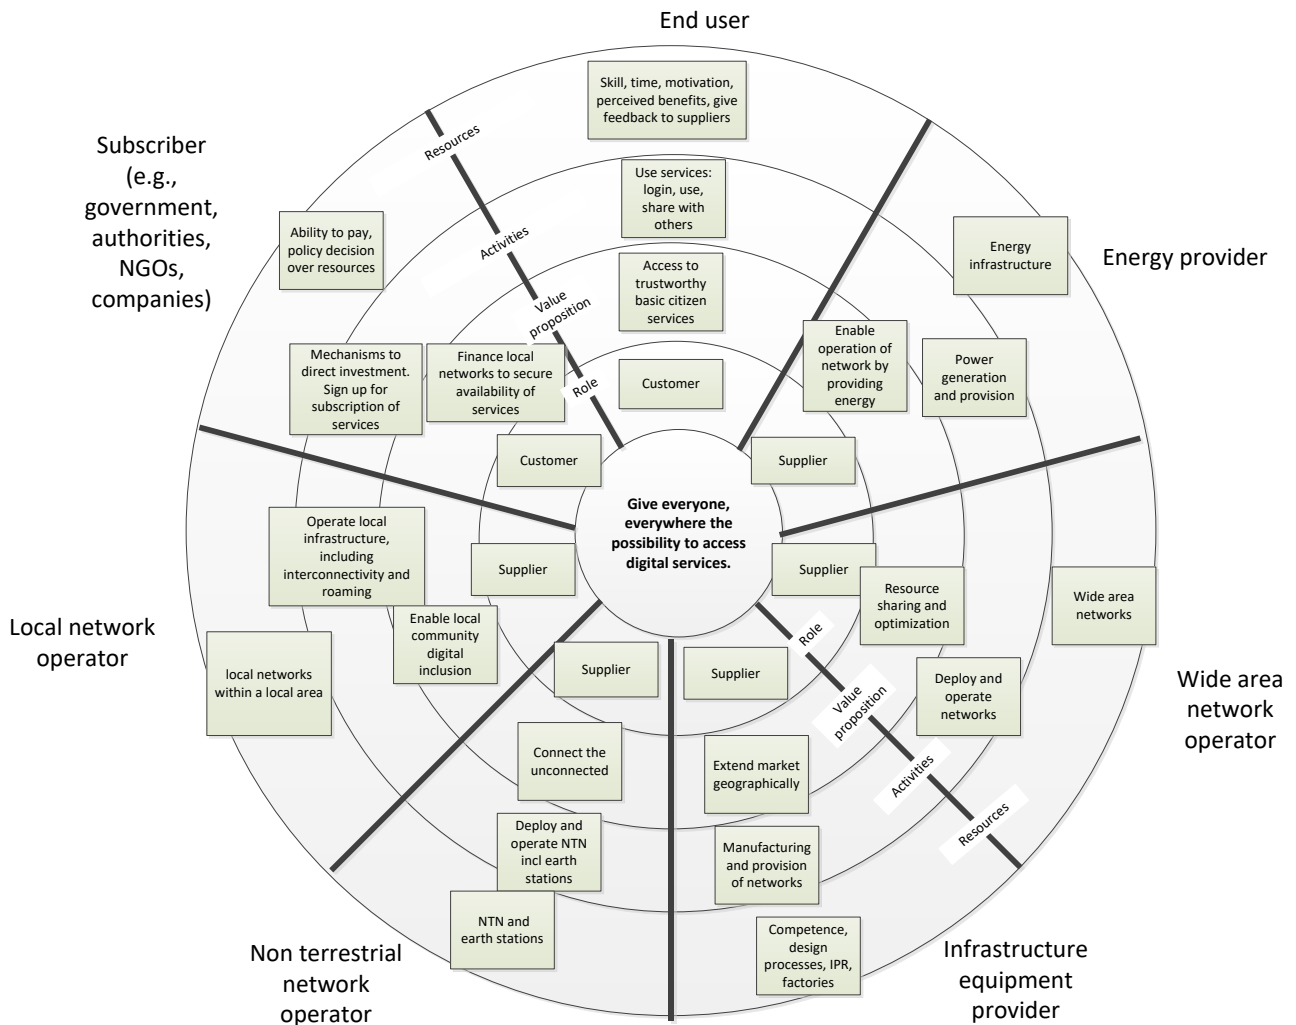 End user
Skill, time, motivation,
perceived benefits, give
feedback to suppliers
Use services:
login, use,
share with
others
Access to
trustworthy
basic citizen
services
Customer
Resources
Activities
Value
proposition
Role
Subscriber
(e.g.,
government,
authorities,
NGOs,
companies)
Ability to pay,
policy decision
over resources
Mechanisms to
direct investment.
Sign up for
subscription of
services
Finance local
networks to secure
availability of
services
Customer
Energy provider
Energy
infrastructure
Power
generation
and provision
Enable
operation of
network by
providing
energy
Supplier
Give everyone,
everywhere the
possibility to access
digital services.
Local network
operator
Operate local
infrastructure,
including
interconnectivity and
roaming
Supplier
Enable local
community
digital
inclusion
local networks
within a local area
Wide area
network
operator
Supplier
Resource
sharing and
optimization
Wide area
networks
Deploy and
operate
networks
Role
Value
proposition
Activities
Resources
Non terrestrial
network
operator
Supplier
Connect the
unconnected
Deploy and
operate NTN
incl earth
stations
NTN and
earth stations
Infrastructure
equipment
provider
Supplier
Extend market
geographically
Manufacturing
and provision
of networks
Competence,
design
processes, IPR,
factories